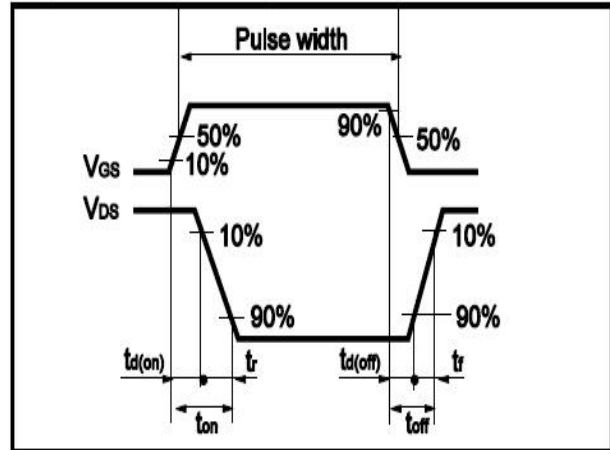 Pulse width
90%
50%
50%
VGS
10%
VDS
10%
10%
90%
90%
td(on)
tr
td(off)
tf
ton
toff